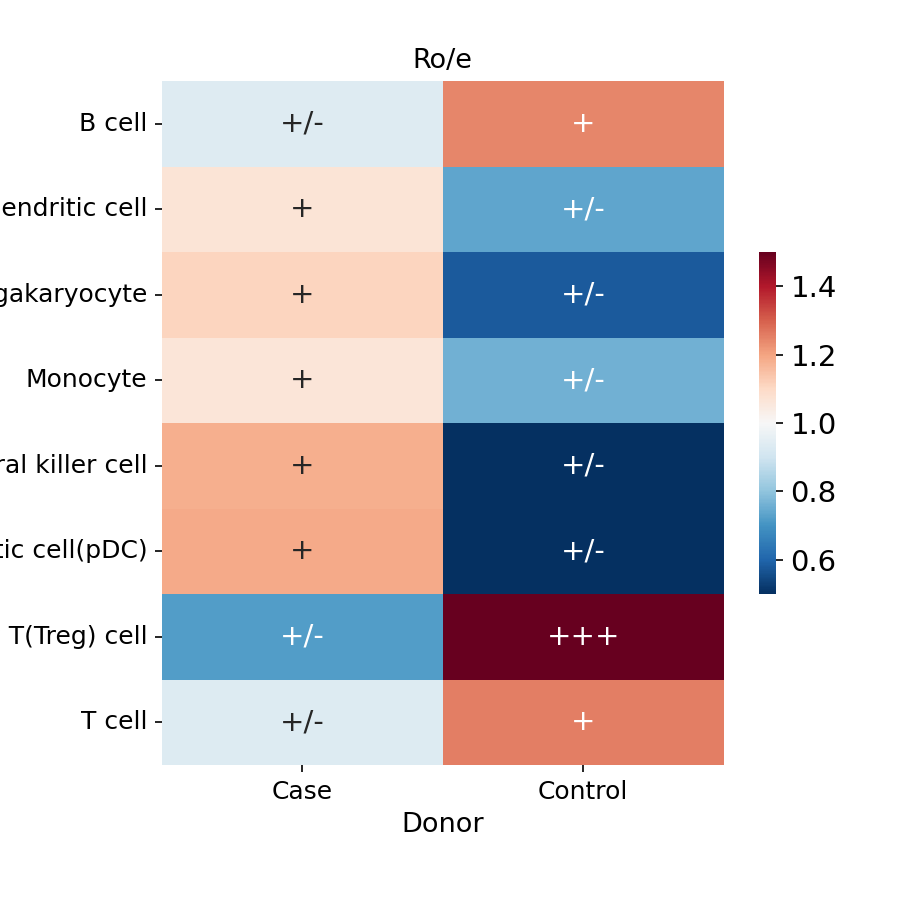 Ro/e
B cell +/- +
endritic cell + +/-
gakaryocyte + +/-
Monocyte + +/-
ral killer cell + +/-
tic cell(pDC) + +/-
T(Treg) cell +/- +++
T cell +/- +
1.4
1.2
1.0
0.8
0.6
Case Control
Donor